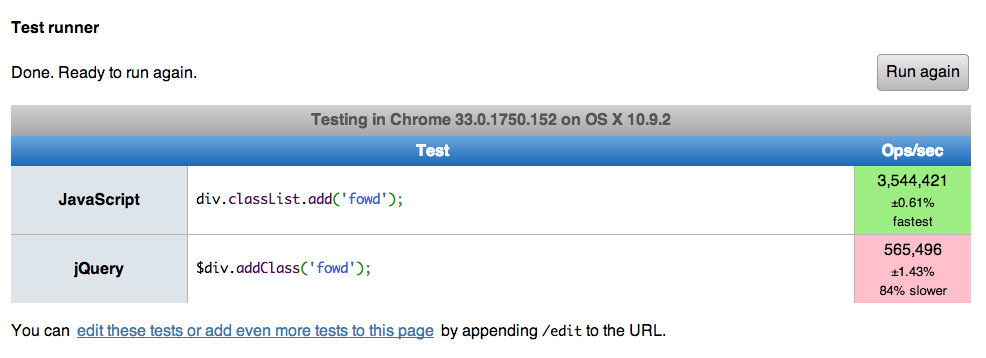 Test runner
Done. Ready to run again.
Run again
Testing in Chrome 33.0.1750.152 on OS X 10.9.2
Test Ops/sec
JavaScript div.classList.add('fowd'); 3,544,421
±0.61%
fastest
jQuery $div.addClass('fowd'); 565,496
±1.43%
84% slower
You can edit these tests or add even more tests to this page by appending /edit to the URL.